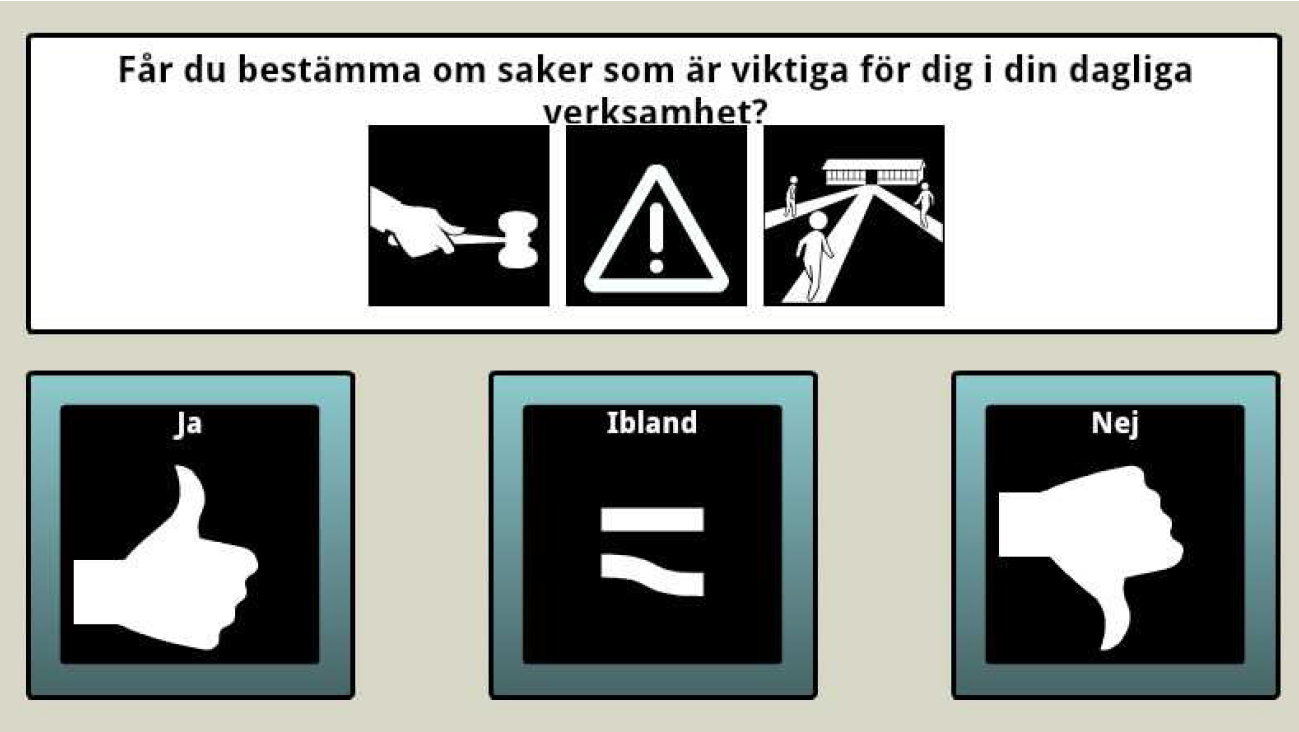 Får du bestämma om saker som är viktiga för dig i din dagliga
verksamhet?
Ja
Ibland
Nej